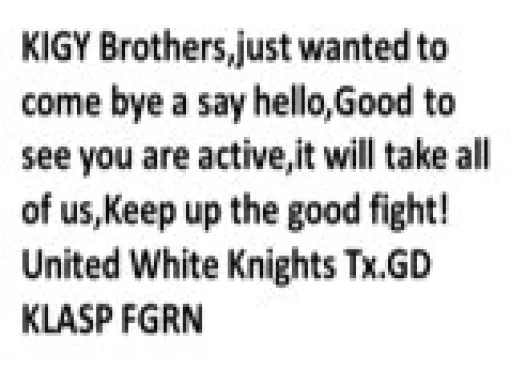 KIGY Brothers,just wanted to
come bye a say hello,Good to
see you are active,it will take all
of us,Keep up the good fight!
United White Knights Tx.GD
KLASP FGRN